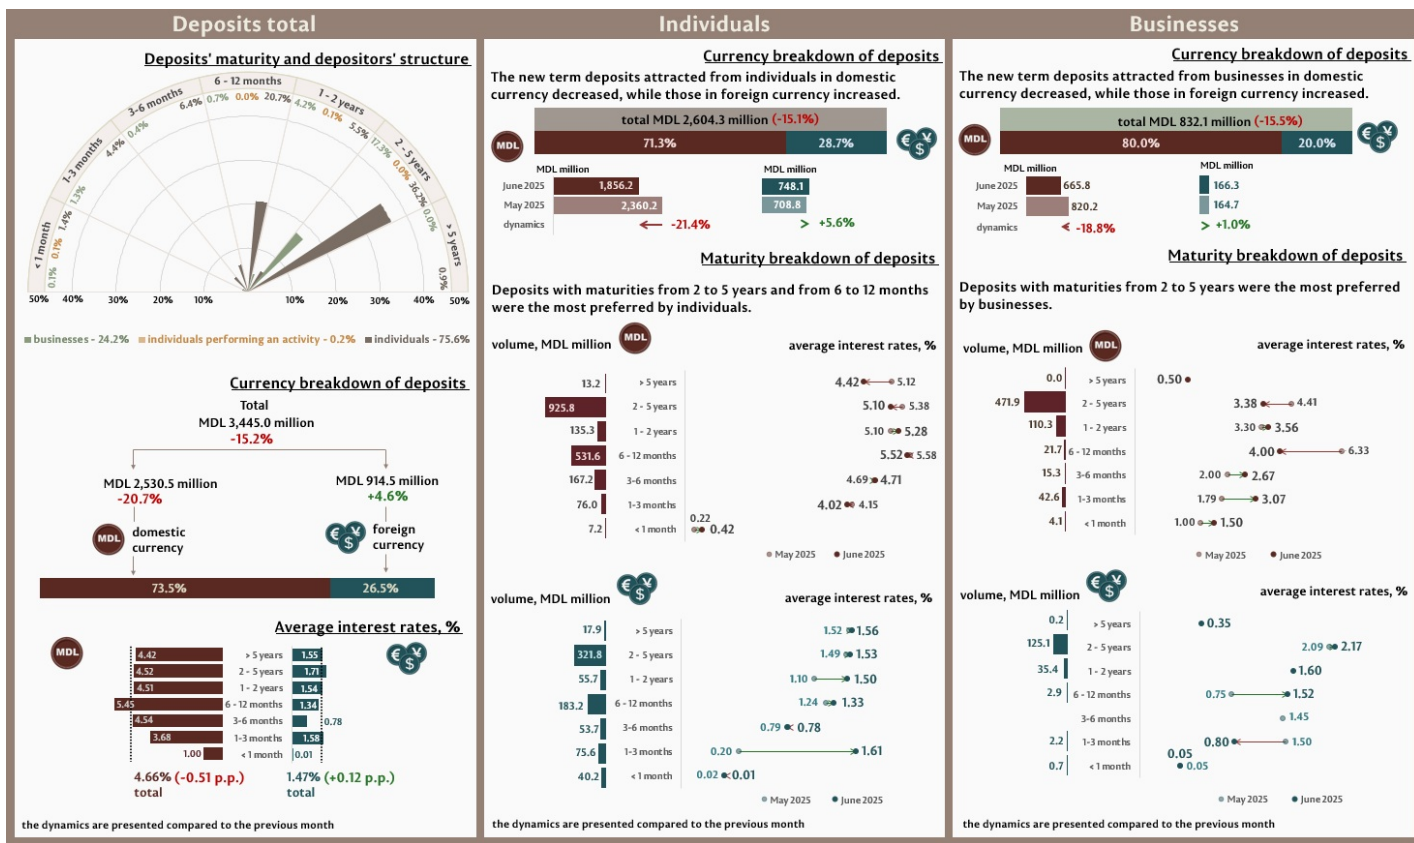 Deposits total
Deposits' maturity and depositors' structure
< 1 month
0.1%
0.1%
1.4%
1-3 months
1.3%
4.4%
3-6 months
0.4%
6.4%
6 - 12 months
0.7%
0.0%
20.7%
1 - 2 years
4.2%
0.1%
5.5%
2 - 5 years
17.3%
0.0%
36.2%
> 5 years
0.0%
0.9%
50% 40% 30% 20% 10% 10% 20% 30% 40% 50%
businesses - 24.2% individuals performing an activity - 0.2% individuals - 75.6%
Currency breakdown of deposits
Total
MDL 3,445.0 million
-15.2%
MDL 2,530.5 million
-20.7%
MDL 914.5 million
+4.6%
MDL
domestic
currency
€ ¥ $
foreign
currency
73.5% 26.5%
Average interest rates, %
MDL
€ ¥ $
4.42 > 5 years 1.55
4.52 2 - 5 years 1.71
4.51 1 - 2 years 1.54
5.45 6 - 12 months 1.34
4.54 3-6 months 0.78
3.68 1-3 months 1.58
1.00 < 1 month 0.01
4.66% (-0.51 p.p.)
total
1.47% (+0.12 p.p.)
total
the dynamics are presented compared to the previous month
Individuals
Currency breakdown of deposits
The new term deposits attracted from individuals in domestic
currency decreased, while those in foreign currency increased.
total MDL 2,604.3 million (-15.1%)
MDL 71.3% 28.7% € ¥ $
MDL million MDL million
June 2025 1,856.2 748.1
May 2025 2,360.2 708.8
dynamics -21.4% +5.6%
Maturity breakdown of deposits
Deposits with maturities from 2 to 5 years and from 6 to 12 months
were the most preferred by individuals.
volume, MDL million MDL average interest rates, %
13.2 > 5 years 4.42 5.12
925.8 2 - 5 years 5.10 5.38
135.3 1 - 2 years 5.10 5.28
531.6 6 - 12 months 5.52 5.58
167.2 3-6 months 4.69 4.71
76.0 1-3 months 4.02 4.15
7.2 < 1 month 0.22 0.42
May 2025 June 2025
volume, MDL million € ¥ $ average interest rates, %
17.9 > 5 years 1.52 1.56
321.8 2 - 5 years 1.49 1.53
55.7 1 - 2 years 1.10 1.50
183.2 6 - 12 months 1.24 1.33
53.7 3-6 months 0.79 0.78
75.6 1-3 months 0.20 1.61
40.2 < 1 month 0.02 0.01
May 2025 June 2025
the dynamics are presented compared to the previous month
Businesses
Currency breakdown of deposits
The new term deposits attracted from businesses in domestic
currency decreased, while those in foreign currency increased.
total MDL 832.1 million (-15.5%)
MDL 80.0% 20.0% € ¥ $
MDL million MDL million
June 2025 665.8 166.3
May 2025 820.2 164.7
dynamics -18.8% +1.0%
Maturity breakdown of deposits
Deposits with maturities from 2 to 5 years were the most preferred
by businesses.
volume, MDL million MDL average interest rates, %
0.0 > 5 years 0.50
471.9 2 - 5 years 3.38 4.41
110.3 1 - 2 years 3.30 3.56
21.7 6 - 12 months 4.00 6.33
15.3 3-6 months 2.00 2.67
42.6 1-3 months 1.79 3.07
4.1 < 1 month 1.00 1.50
May 2025 June 2025
volume, MDL million € ¥ $ average interest rates, %
0.2 > 5 years 0.35
125.1 2 - 5 years 2.09 2.17
35.4 1 - 2 years 1.60
2.9 6 - 12 months 0.75 1.52
3-6 months 1.45
2.2 1-3 months 0.80 1.50
0.7 < 1 month 0.05 0.05
May 2025 June 2025
the dynamics are presented compared to the previous month